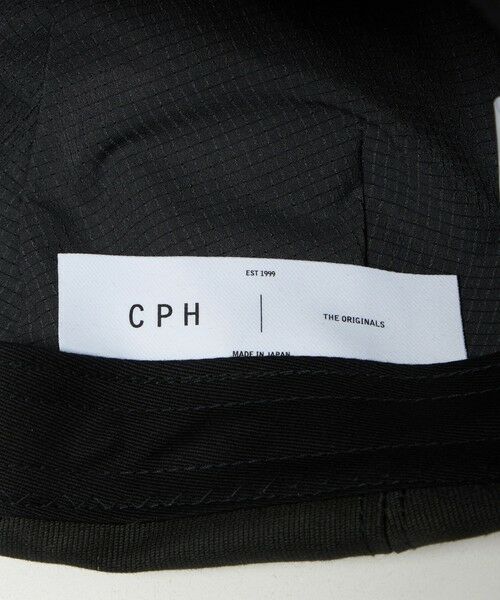 EST 1999
CPH
THE ORIGINALS
MADE IN JAPAN